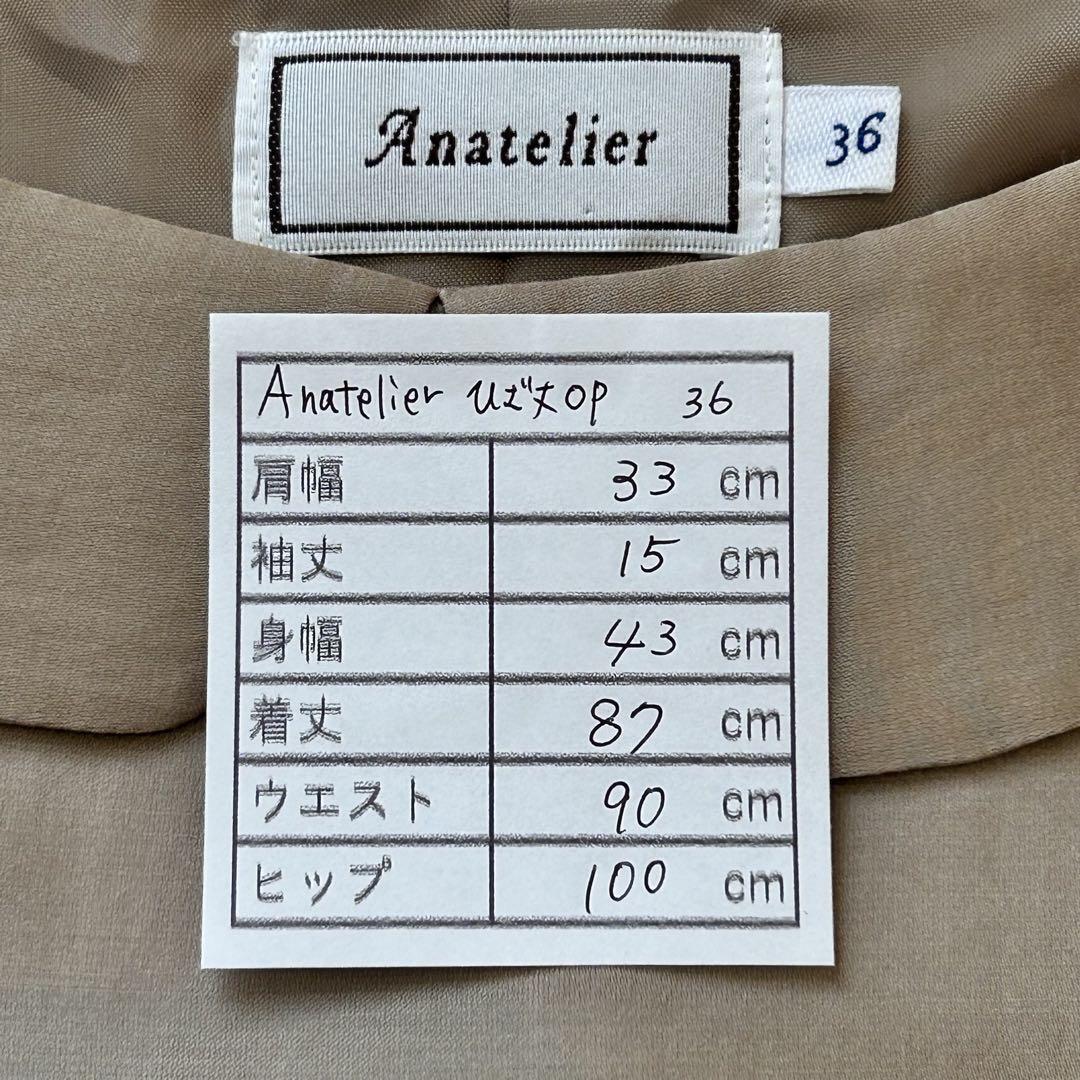 Anatelier
36
Anatelier ひざ丈OP 36
肩幅 33 cm
袖丈 15 cm
身幅 43 cm
着丈 87 cm
ウエスト 90 cm
ヒップ 100 cm